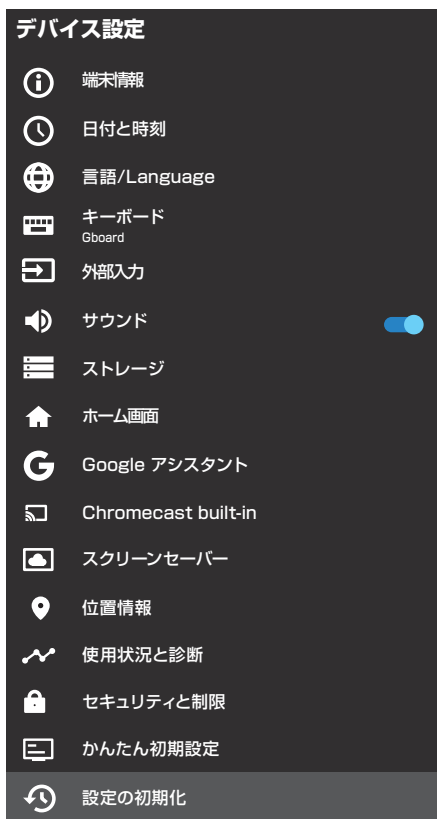 デバイス設定
端末情報
日付と時刻
言語/Language
キーボード
Gboard
外部入力
サウンド
ストレージ
ホーム画面
Google アシスタント
Chromecast built-in
スクリーンセーバー
位置情報
使用状況と診断
セキュリティと制限
かんたん初期設定
設定の初期化